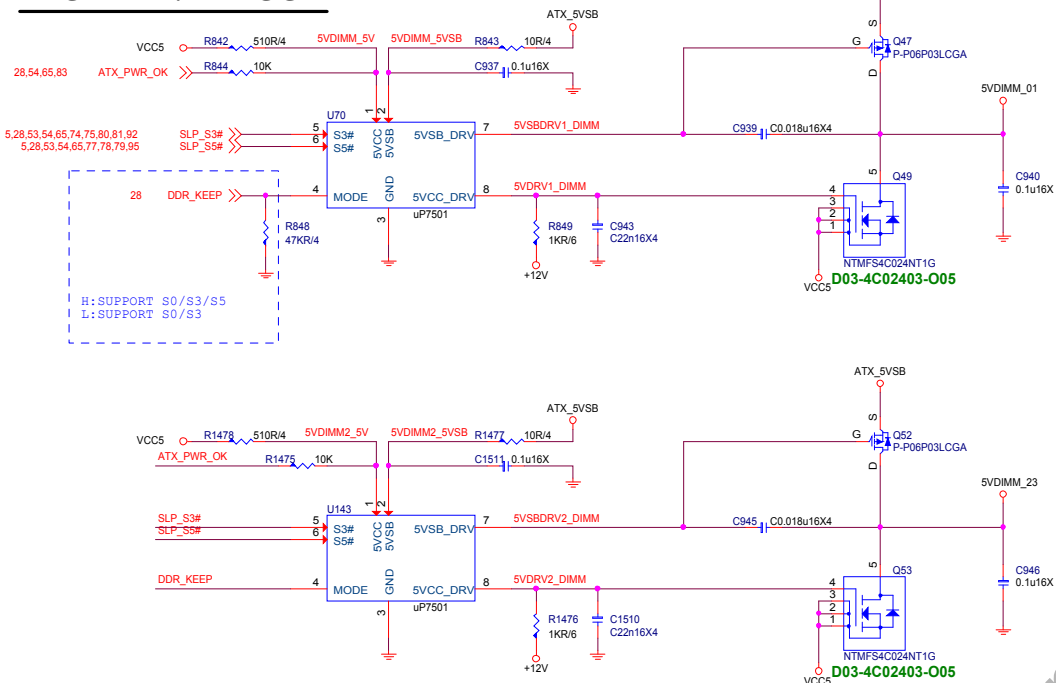 ATX_5VSB
VCC5 R842 510R/4 5VDIMM_5V 5VDIMM_5VSB R843 10R/4
28,54,65,83 ATX_PWR_OK R844 10K C937 0.1u16X
S
G Q47
P-P06P03LCGA
D
5VDIMM_01
U70
1 2
5,28,53,54,65,74,75,80,81,92 SLP_S3# 5 S3# 5VCC 5VSB 5VSB_DRV 7 5VSBDRV1_DIMM C939 C0.018u16X4
5,28,53,54,65,77,78,79,95 SLP_S5# 6 S5#
28 DDR_KEEP 4 MODE GND 5VCC_DRV 8 5VDRV1_DIMM
3 uP7501
R848
47KR/4
R849
1KR/6
+12V
C943
C22n16X4
5 Q49
4
3
2
1
NTMFS4C024NT1G
VCC5 D03-4C02403-O05
C940
0.1u16X
H:SUPPORT S0/S3/S5
L:SUPPORT S0/S3
ATX_5VSB
ATX_5VSB
VCC5 R1478 510R/4 5VDIMM2_5V 5VDIMM2_5VSB R1477 10R/4
ATX_PWR_OK R1475 10K C1511 0.1u16X
S
G Q52
P-P06P03LCGA
D
5VDIMM_23
U143
1 2
SLP_S3# 5 S3# 5VCC 5VSB 5VSB_DRV 7 5VSBDRV2_DIMM C945 C0.018u16X4
SLP_S5# 6 S5#
DDR_KEEP 4 MODE GND 5VCC_DRV 8 5VDRV2_DIMM
3 uP7501
R1476
1KR/6
+12V
C1510
C22n16X4
5 Q53
4
3
2
1
NTMFS4C024NT1G
VCC5 D03-4C02403-O05
C946
0.1u16X